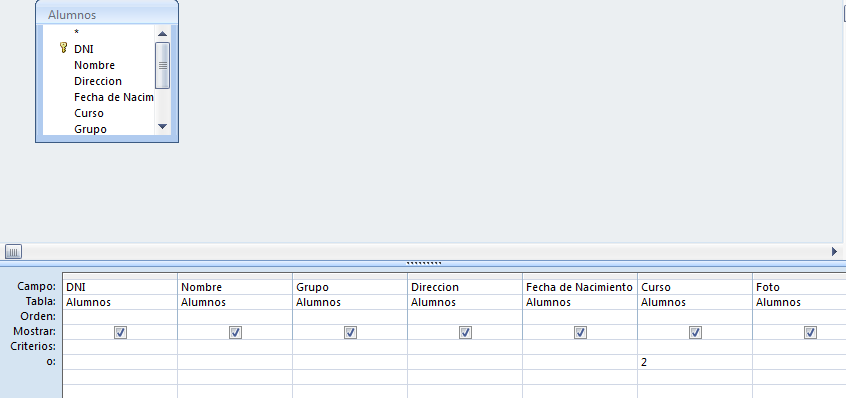 Alumnos
*
DNI
Nombre
Direccion
Fecha de Nacim
Curso
Grupo
Campo: DNI Nombre Grupo Direccion Fecha de Nacimiento Curso Foto
Tabla: Alumnos Alumnos Alumnos Alumnos Alumnos Alumnos Alumnos
Orden:
Mostrar:
Criterios:
o: 2